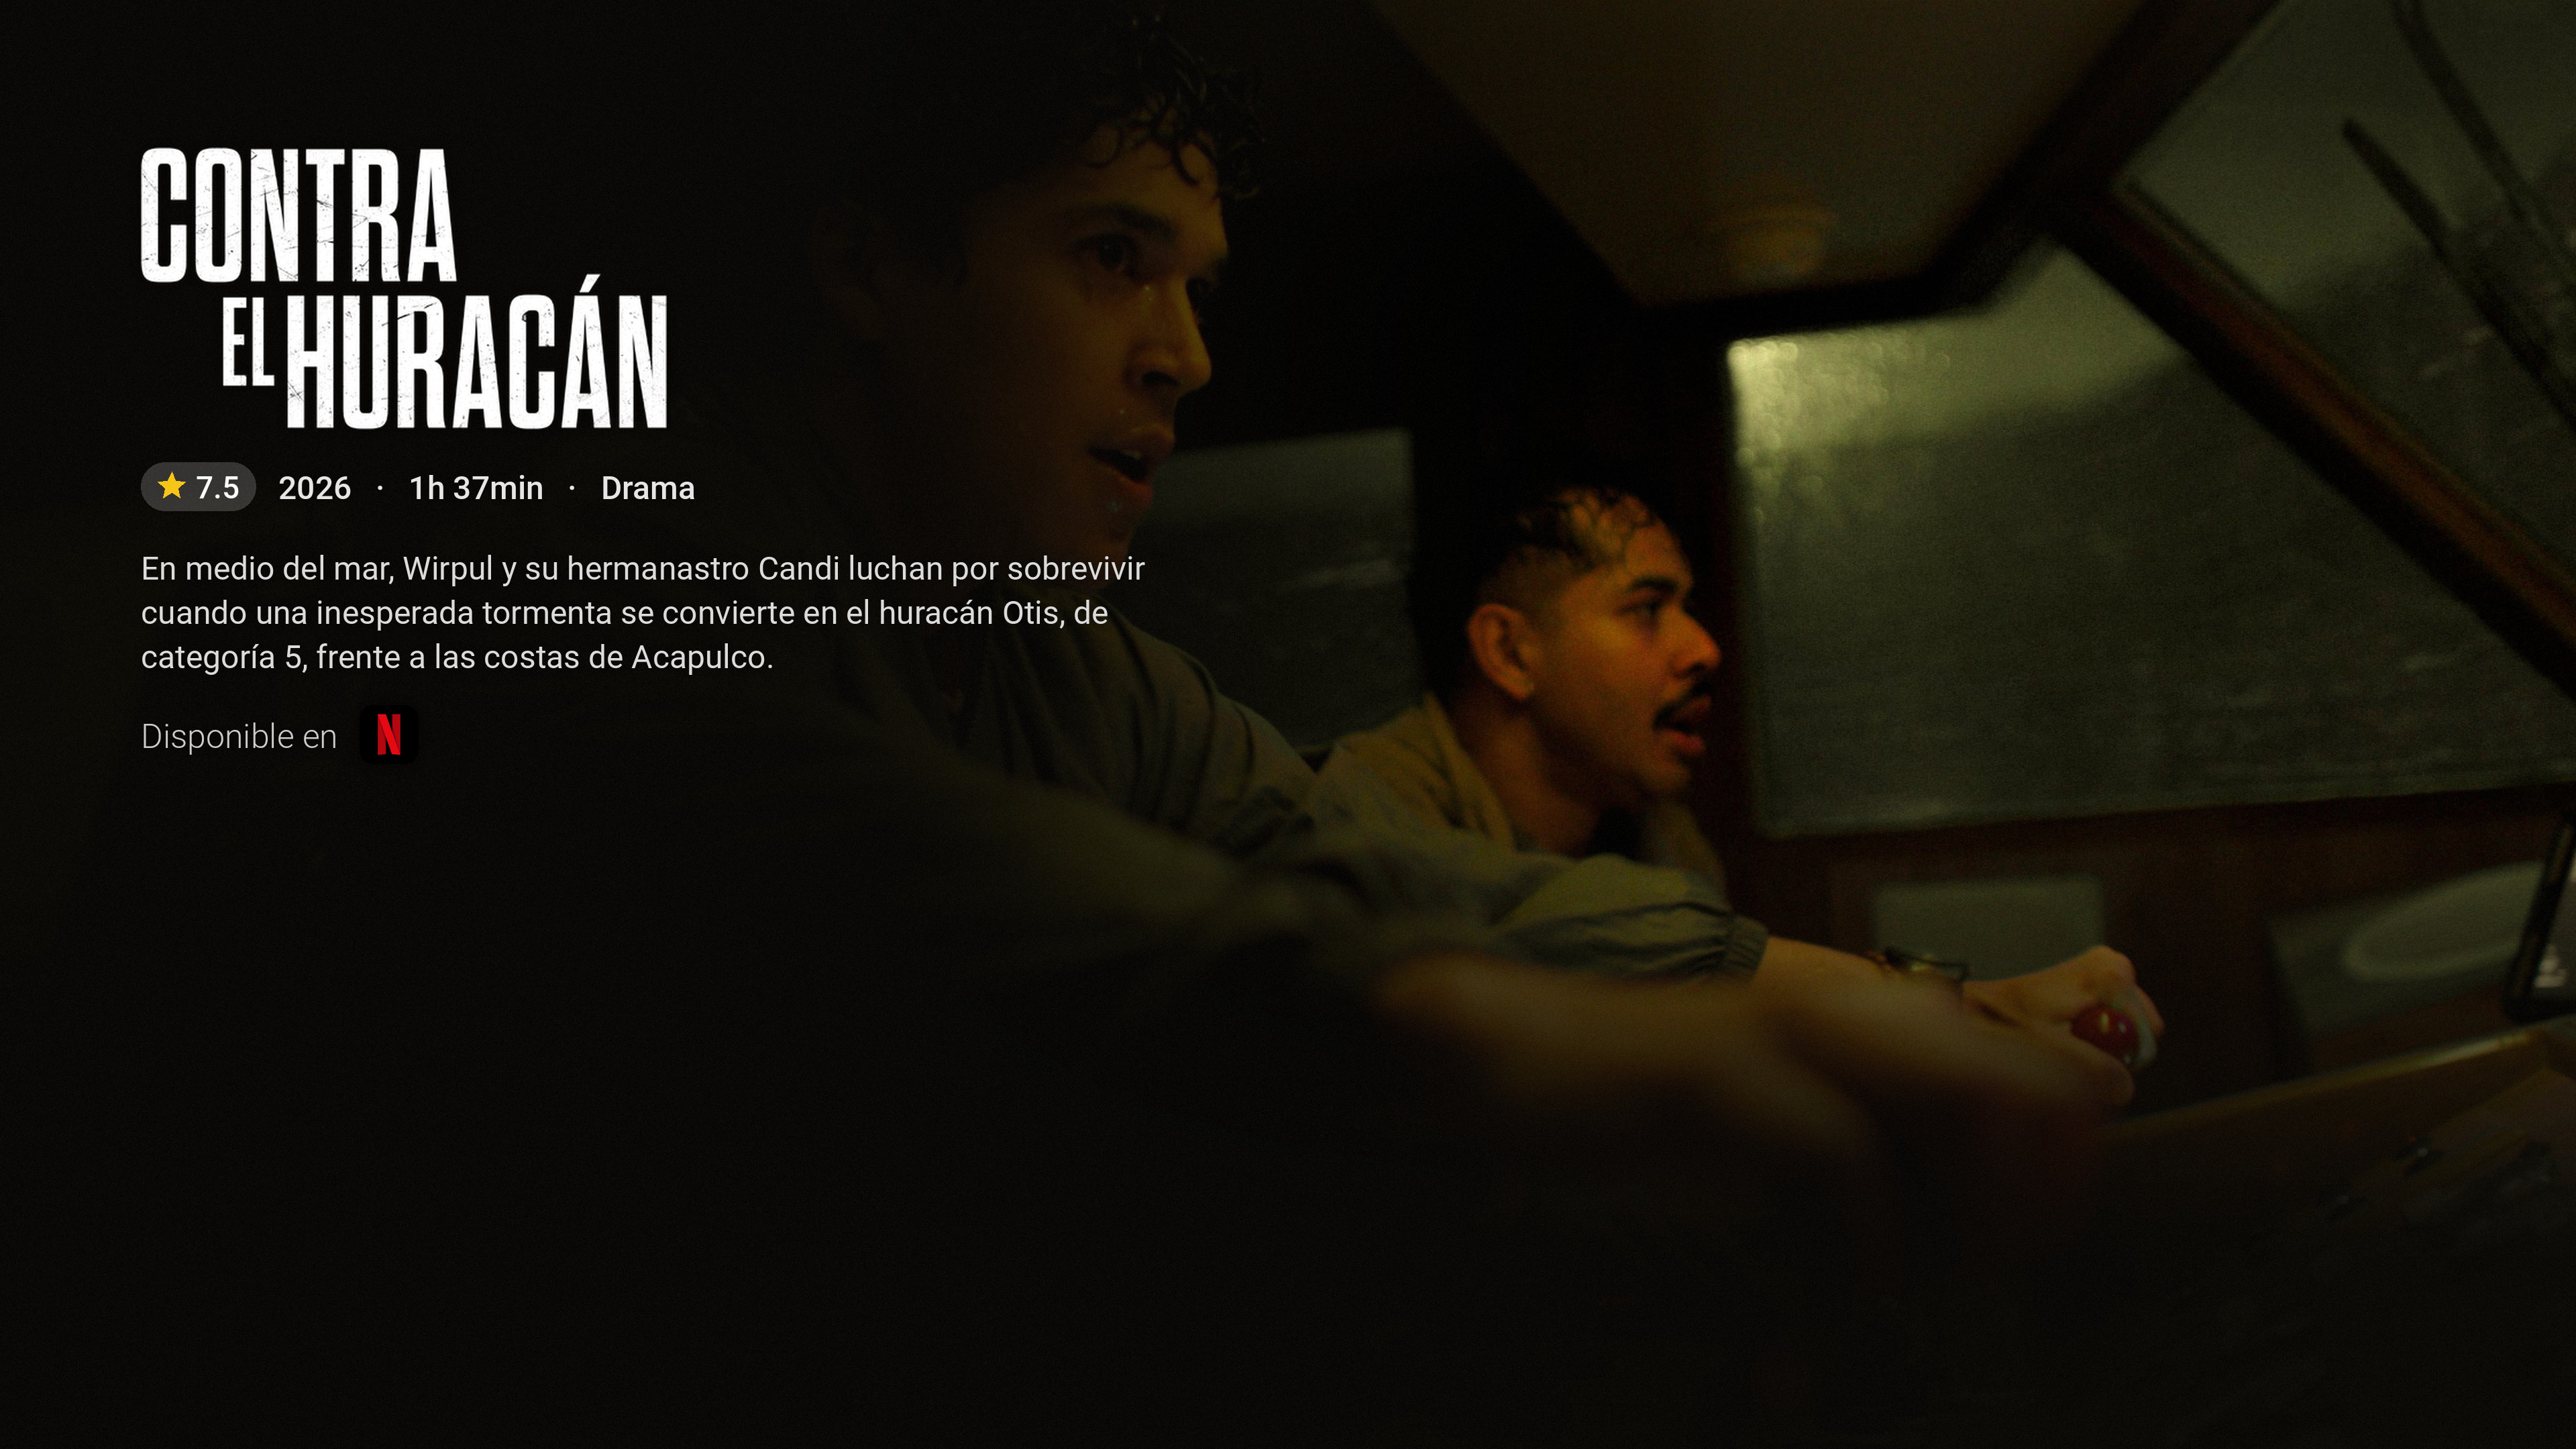 CONTRA
EL HURACÁN
7.5 2026 · 1h 37min · Drama
En medio del mar, Wirpul y su hermanastro Candi luchan por sobrevivir
cuando una inesperada tormenta se convierte en el huracán Otis, de
categoría 5, frente a las costas de Acapulco.
Disponible en N